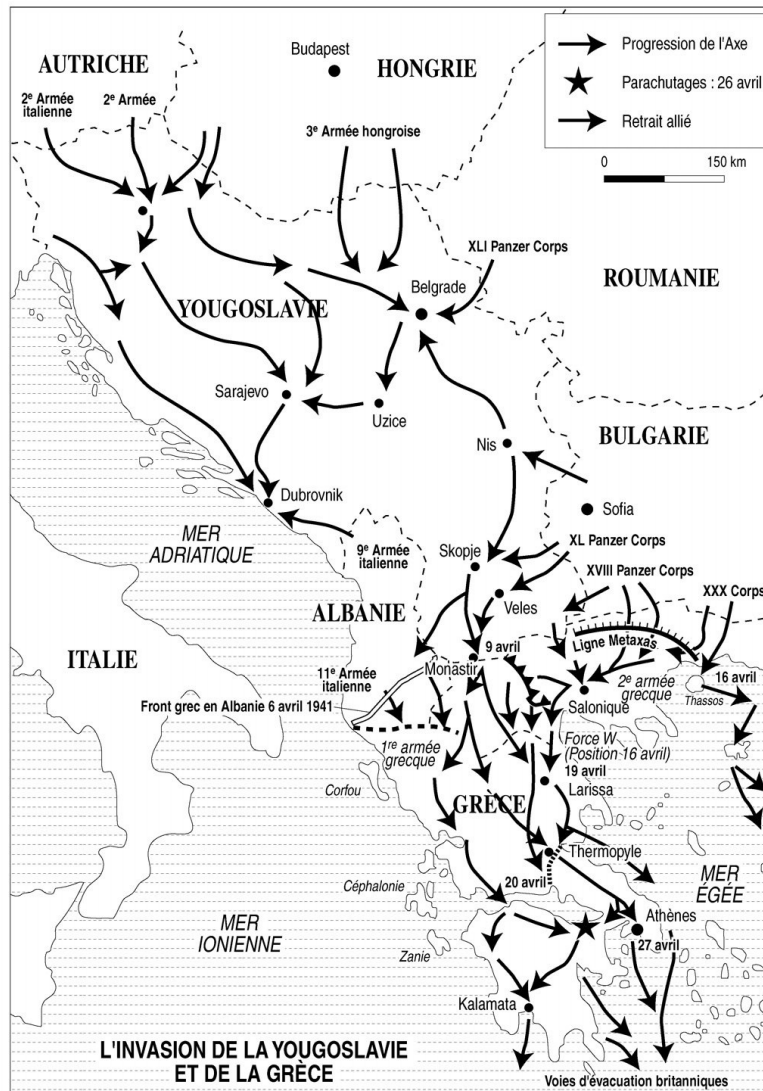 Progression de l'Axe
Parachutages : 26 avril
Retrait allié
0 150 km
Budapest
AUTRICHE
HONGRIE
2e Armée
italienne
2e Armée
3e Armée hongroise
XLI Panzer Corps
ROUMANIE
Belgrade
YOUGOSLAVIE
Sarajevo
Uzice
BULGARIE
Nis
Dubrovnik
Sofia
MER
ADRIATIQUE
9e Armée
italienne
XL Panzer Corps
Skopje
XVIII Panzer Corps
XXX Corps
Veles
ALBANIE
Ligne Metaxas
ITALIE
9 avril
Monastir
11e Armée
italienne
2e armée
grecque
16 avril
Thassos
Salonique
Front grec en Albanie 6 avril 1941
1re armée
grecque
Force W
(Position 16 avril)
19 avril
Larissa
Corfou
GRÈCE
Thermopyle
20 avril
MER
ÉGÉE
Céphalonie
Athènes
27 avril
MER
IONIENNE
Zanie
Kalamata
L'INVASION DE LA YOUGOSLAVIE
ET DE LA GRÈCE
Voies d'évacuation britanniques